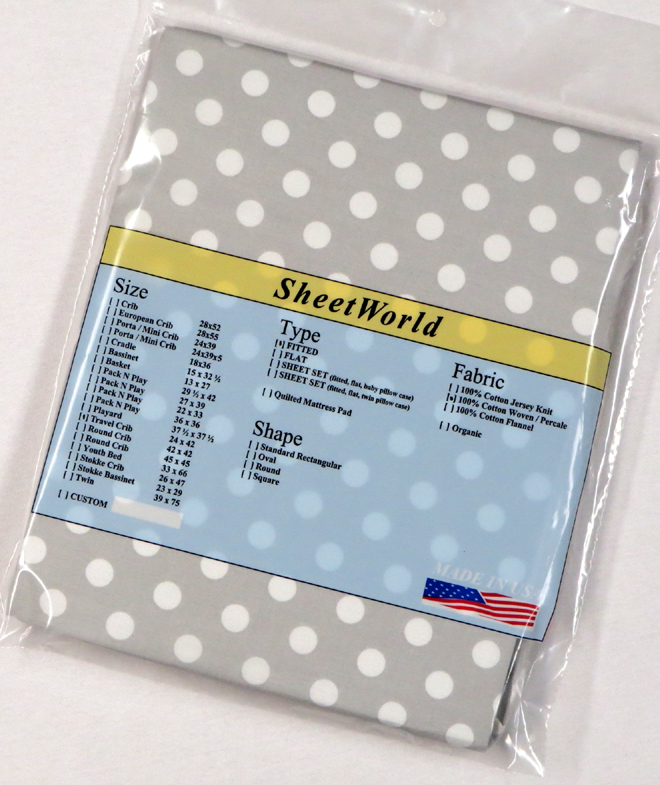 SheetWorld
Size
[ ] Crib 28x52
[ ] European Crib 28x55
[ ] Porta / Mini Crib 24x39
[ ] Porta / Mini Crib 24x39x5
[ ] Cradle 18x36
[ ] Bassinet 15 x 32 ½
[ ] Basket 13 x 27
[ ] Pack N Play 29 ½ x 42
[ ] Pack N Play 27 x 39
[ ] Pack N Play 22 x 33
[ ] Pack N Play 36 x 36
[ ] Playard 37 ½ x 37 ½
[x] Travel Crib 24 x 42
[ ] Round Crib 42 x 42
[ ] Round Crib 45 x 45
[ ] Youth Bed 33 x 66
[ ] Stokke Crib 26 x 47
[ ] Stokke Bassinet 23 x 29
[ ] Twin 39 x 75
[ ] CUSTOM
Type
[x] FITTED
[ ] FLAT
[ ] SHEET SET (fitted, flat, baby pillow case)
[ ] SHEET SET (fitted, flat, twin pillow case)
[ ] Quilted Mattress Pad
Shape
[ ] Standard Rectangular
[ ] Oval
[ ] Round
[ ] Square
Fabric
[ ] 100% Cotton Jersey Knit
[x] 100% Cotton Woven / Percale
[ ] 100% Cotton Flannel
[ ] Organic
MADE IN USA